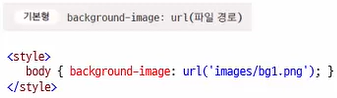 기본형 background-image: url(파일 경로)
<style>
body { background-image: url('images/bg1.png'); }
</style>